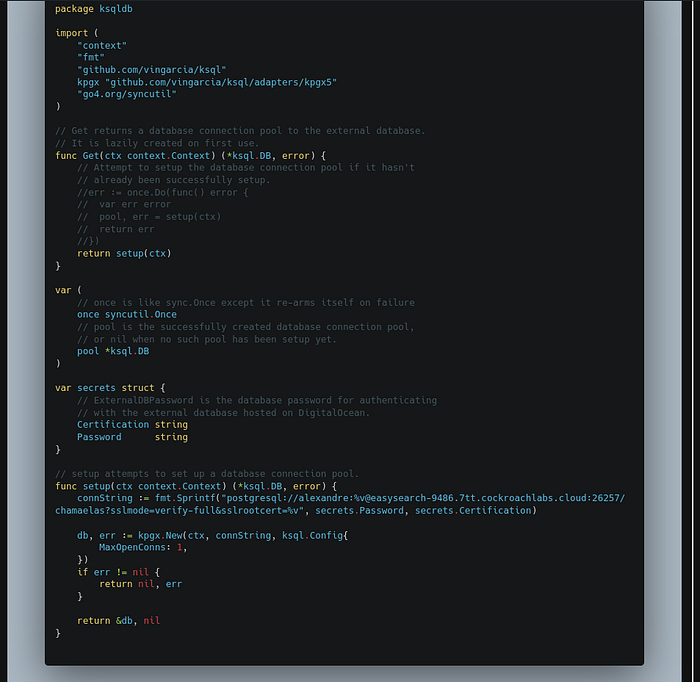 package ksqldb
import (
"context"
"fmt"
"github.com/vingarcia/ksql"
kpgx "github.com/vingarcia/ksql/adapters/kpgx5"
"go4.org/syncutil"
)
// Get returns a database connection pool to the external database.
// It is lazily created on first use.
func Get(ctx context.Context) (*ksql.DB, error) {
// Attempt to setup the database connection pool if it hasn't
// already been successfully setup.
//err := once.Do(func() error {
//  var err error
//  pool, err = setup(ctx)
//  return err
//})
return setup(ctx)
}
var (
// once is like sync.Once except it re-arms itself on failure
once syncutil.Once
// pool is the successfully created database connection pool,
// or nil when no such pool has been setup yet.
pool *ksql.DB
)
var secrets struct {
// ExternalDBPassword is the database password for authenticating
// with the external database hosted on DigitalOcean.
Certification string
Password      string
}
// setup attempts to set up a database connection pool.
func setup(ctx context.Context) (*ksql.DB, error) {
connString := fmt.Sprintf("postgresql://alexandre:%v@easysearch-9486.7tt.cockroachlabs.cloud:26257/
chamaelas?sslmode=verify-full&sslrootcert=%v", secrets.Password, secrets.Certification)
db, err := kpgx.New(ctx, connString, ksql.Config{
MaxOpenConns: 1,
})
if err != nil {
return nil, err
}
return &db, nil
}